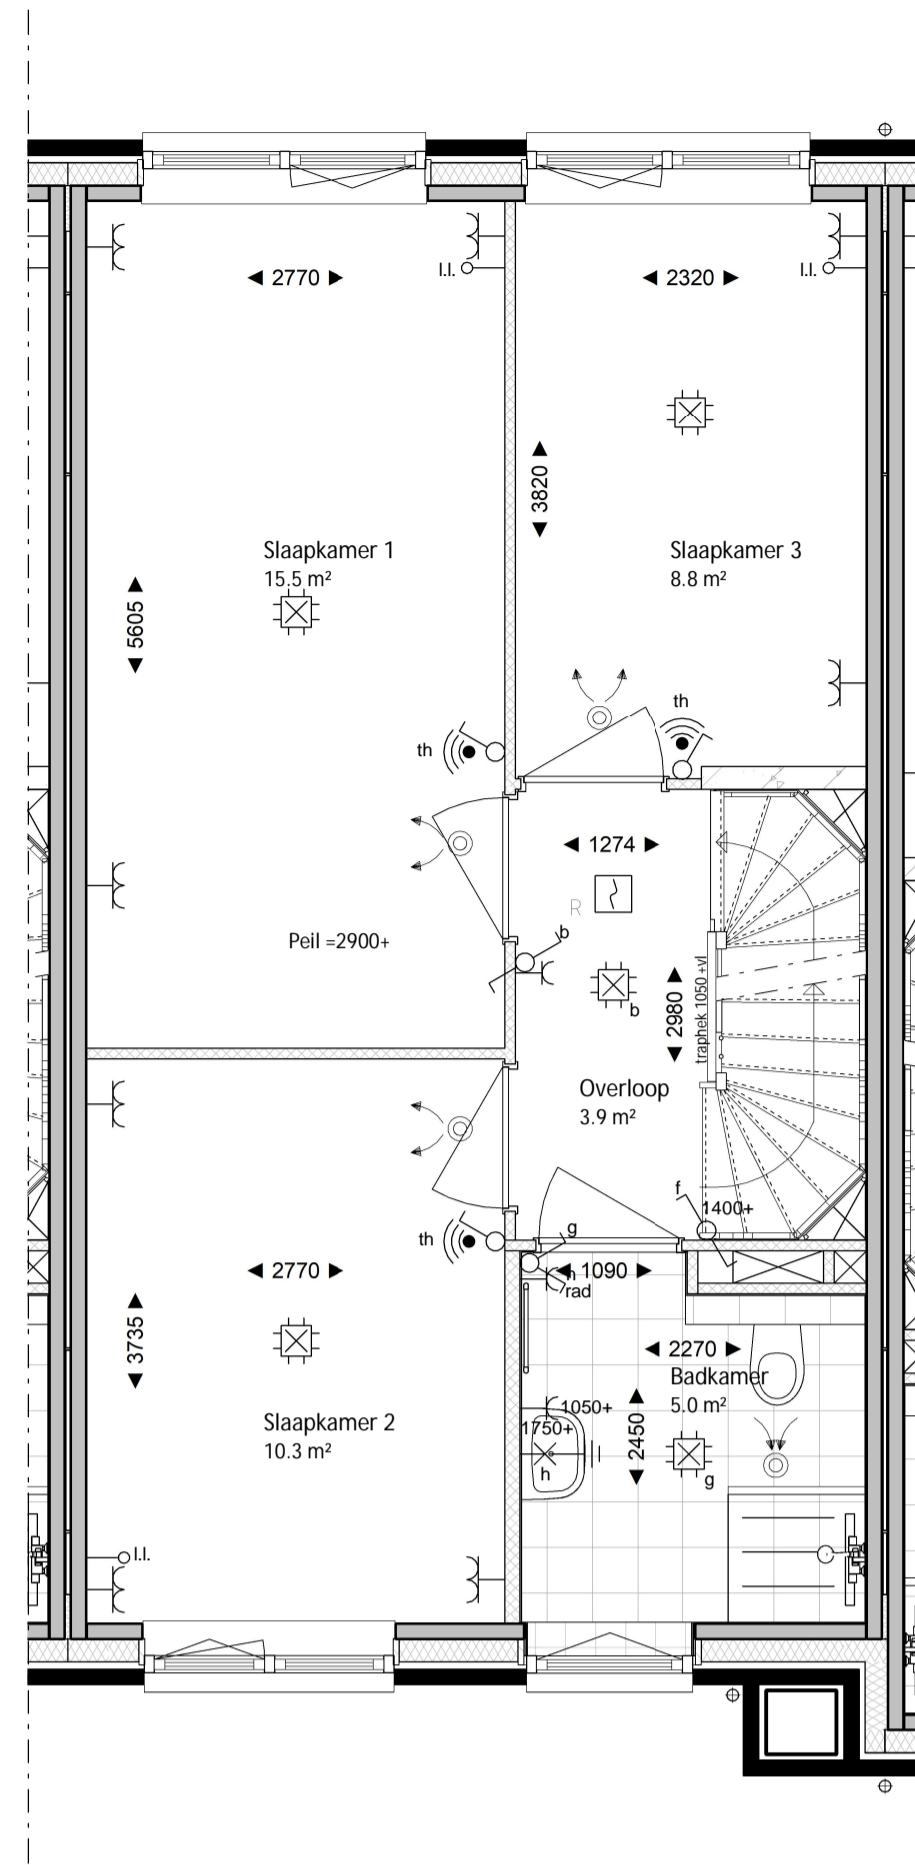 2770
2320
l.l.
l.l.
3820
Slaapkamer 1
15.5 m²
Slaapkamer 3
8.8 m²
5605
th
th
1274
R
Peil =2900+
b
b
2980
traphek 1050 +vl
Overloop
3.9 m²
f
1400+
th
g
2770
1090
h
rad
3735
2270
Badkamer
5.0 m²
Slaapkamer 2
10.3 m²
1050+
1750+
2450
h
g
l.l.